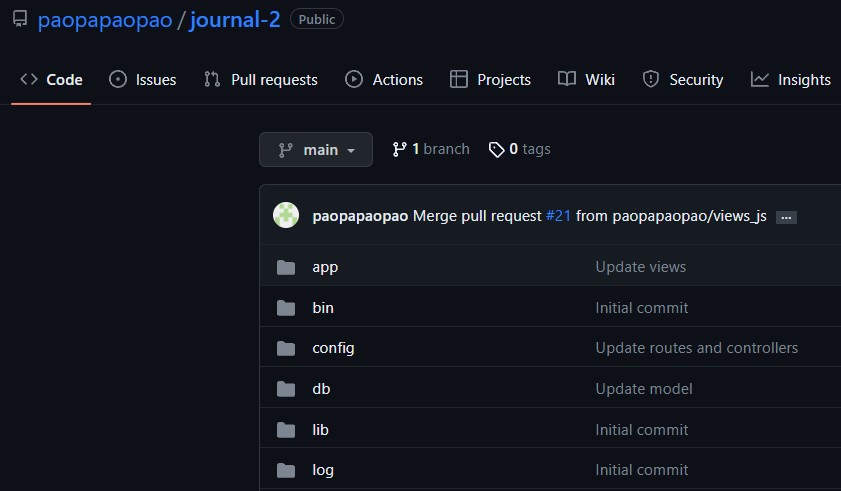 paopapaopao / journal-2 Public
Code Issues Pull requests Actions Projects Wiki Security Insights
main 1 branch 0 tags
paopapaopao Merge pull request #21 from paopapaopao/views_js ...
app Update views
bin Initial commit
config Update routes and controllers
db Update model
lib Initial commit
log Initial commit